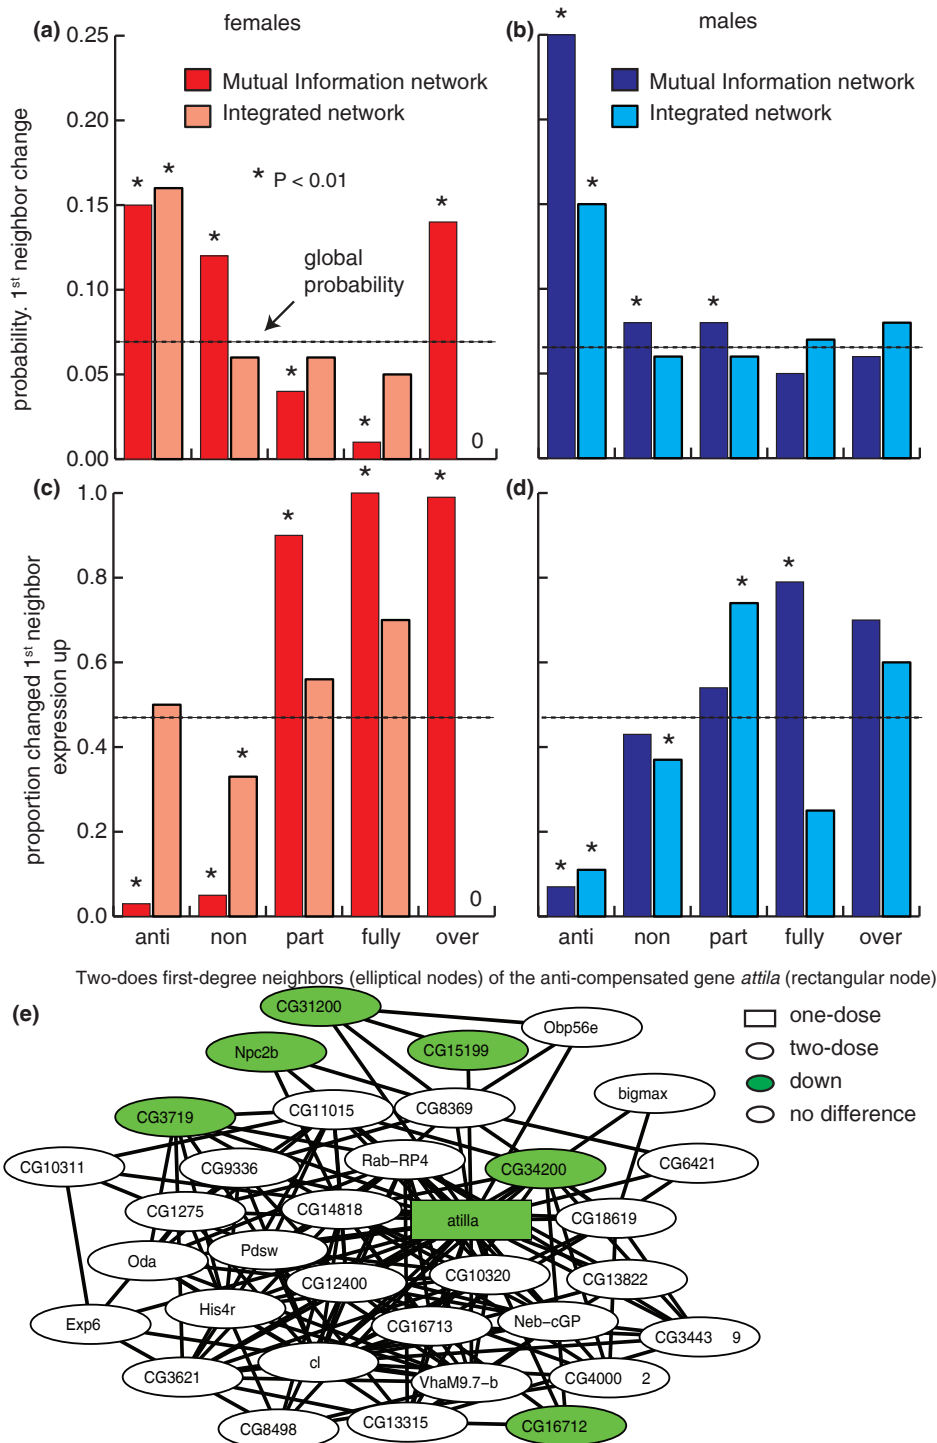 females
males
(a)
(b)
0.25
0.20
0.15
0.10
0.05
0.00
probability. 1st neighbor change
Mutual Information network
Integrated network
* P < 0.01
global
probability
* * * * * *
0
Mutual Information network
Integrated network
* * * *
(c)
(d)
1.0
0.8
0.6
0.4
0.2
0.0
proportion changed 1st neighbor
expression up
* * * * * *
0
* * * * *
anti non part fully over
anti non part fully over
Two-does first-degree neighbors (elliptical nodes) of the anti-compensated gene attila (rectangular node)
(e)
one-dose
two-dose
down
no difference
CG31200
Obp56e
Npc2b
CG15199
bigmax
CG3719
CG11015
CG8369
CG10311
CG9336
Rab-RP4
CG34200
CG6421
CG1275
CG14818
atilla
CG18619
Oda
Pdsw
CG12400
CG10320
CG13822
Exp6
His4r
CG16713
Neb-cGP
CG3443 9
CG3621
cl
VhaM9.7-b
CG4000 2
CG8498
CG13315
CG16712